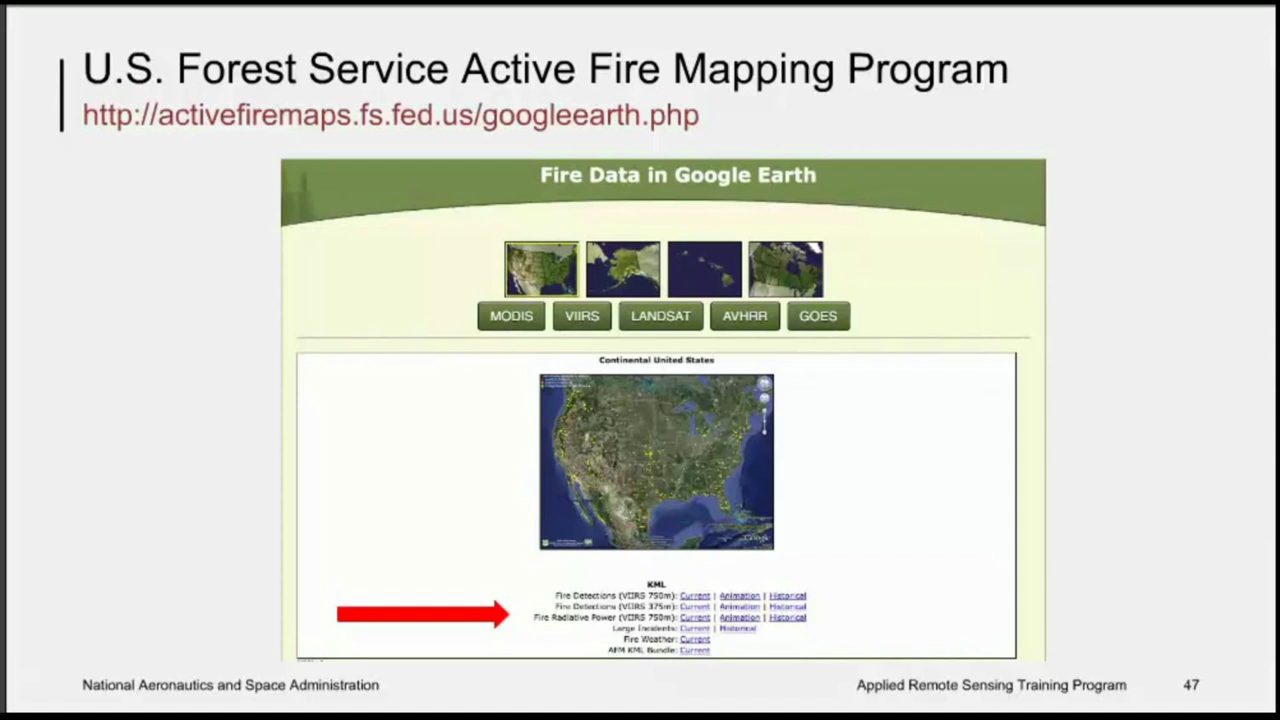 U.S. Forest Service Active Fire Mapping Program
http://activefiremaps.fs.fed.us/googleearth.php
Fire Data in Google Earth
MODIS VIIRS LANDSAT AVHRR GOES
Continental United States
KML
Fire Detections (VIIRS 750m): Current | Animation | Historical
Fire Detections (VIIRS 375m): Current | Animation | Historical
Fire Radiative Power (VIIRS 750m): Current | Animation | Historical
Large Incidents: Current | Historical
Fire Weather: Current
AFM KML Bundle: Current
National Aeronautics and Space Administration
Applied Remote Sensing Training Program
47